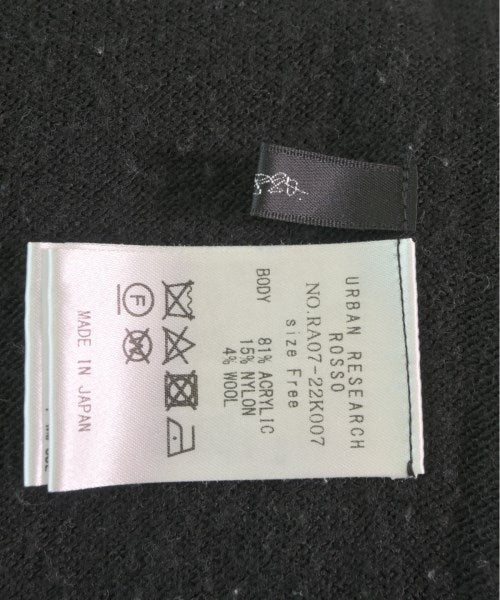 URBAN RESEARCH
ROSSO
NO.RA07-22K007
size Free
BODY 81% ACRYLIC
15% NYLON
4% WOOL
F
MADE IN JAPAN